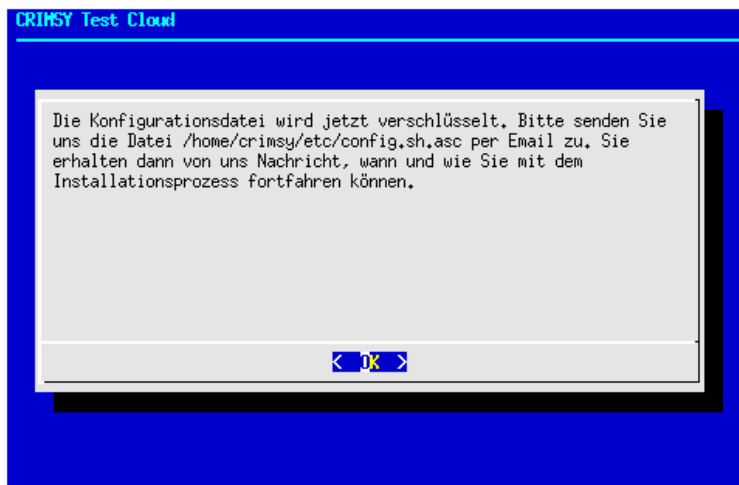 CRIMSY Test Cloud
Die Konfigurationsdatei wird jetzt verschlüsselt. Bitte senden Sie
uns die Datei /home/crimsy/etc/config.sh.asc per Email zu. Sie
erhalten dann von uns Nachricht, wann und wie Sie mit dem
Installationsprozess fortfahren können.
< OK >